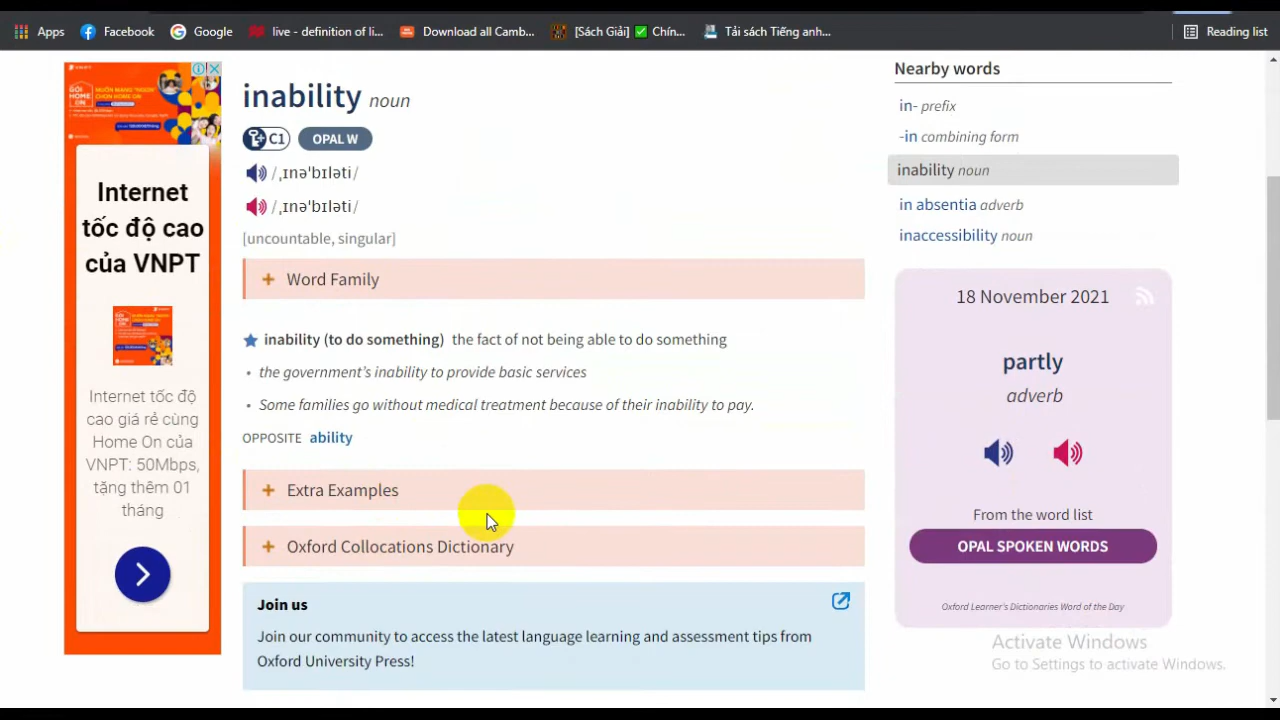 Apps
Facebook
Google
live - definition of li...
Download all Camb...
[Sách Giải] ✅ Chín...
Tải sách Tiếng anh...
Reading list
Internet
tốc độ cao
của VNPT
Internet tốc độ
cao giá rẻ cùng
Home On của
VNPT: 50Mbps,
tặng thêm 01
tháng
inability noun
C1 OPAL W
/ˌɪnəˈbɪləti/
/ˌɪnəˈbɪləti/
[uncountable, singular]
+ Word Family
inability (to do something) the fact of not being able to do something
• the government’s inability to provide basic services
• Some families go without medical treatment because of their inability to pay.
OPPOSITE ability
+ Extra Examples
+ Oxford Collocations Dictionary
Join us
Join our community to access the latest language learning and assessment tips from
Oxford University Press!
Nearby words
in- prefix
-in combining form
inability noun
in absentia adverb
inaccessibility noun
18 November 2021
partly
adverb
From the word list
OPAL SPOKEN WORDS
Oxford Learner's Dictionaries Word of the Day
Activate Windows
Go to Settings to activate Windows.